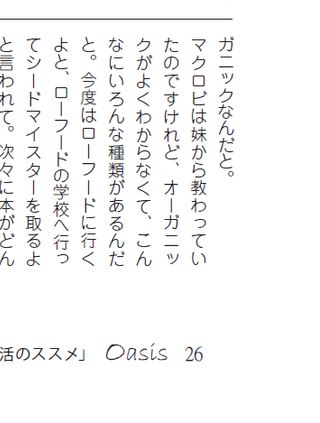 ガニックなんだと。
マクロビは妹から教わってい
たのですけれど、オーガニッ
クがよくわからなくて、こん
なにいろんな種類があるんだ
と。今度はローフードに行く
よと、ローフードの学校へ行っ
てシードマイスターを取るよ
と言われて。次々に本がどん
活のススメ」 Oasis 26